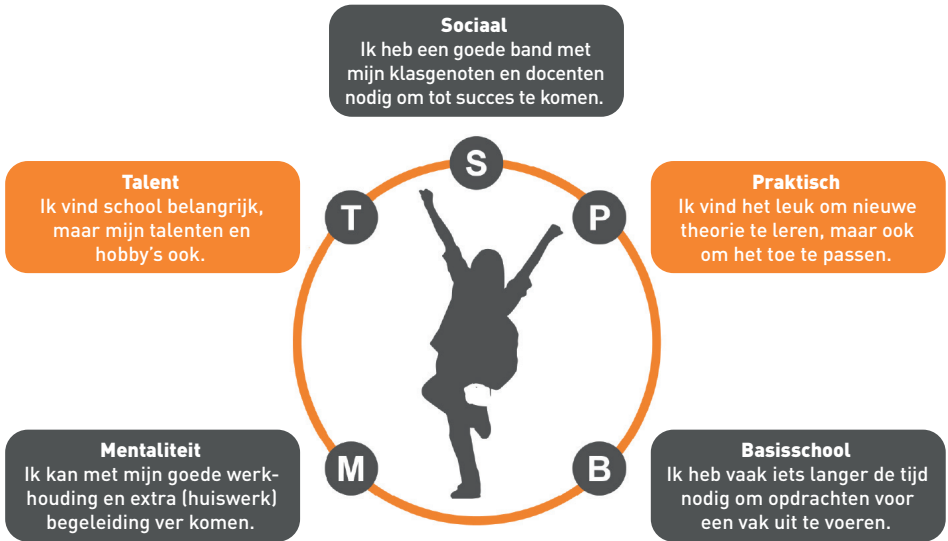 Sociaal
Ik heb een goede band met
mijn klasgenoten en docenten
nodig om tot succes te komen.
S
Talent
Ik vind school belangrijk,
maar mijn talenten en
hobby's ook.
T
P
Praktisch
Ik vind het leuk om nieuwe
theorie te leren, maar ook
om het toe te passen.
Mentaliteit
Ik kan met mijn goede werk-
houding en extra (huiswerk)
begeleiding ver komen.
M
B
Basisschool
Ik heb vaak iets langer de tijd
nodig om opdrachten voor
een vak uit te voeren.